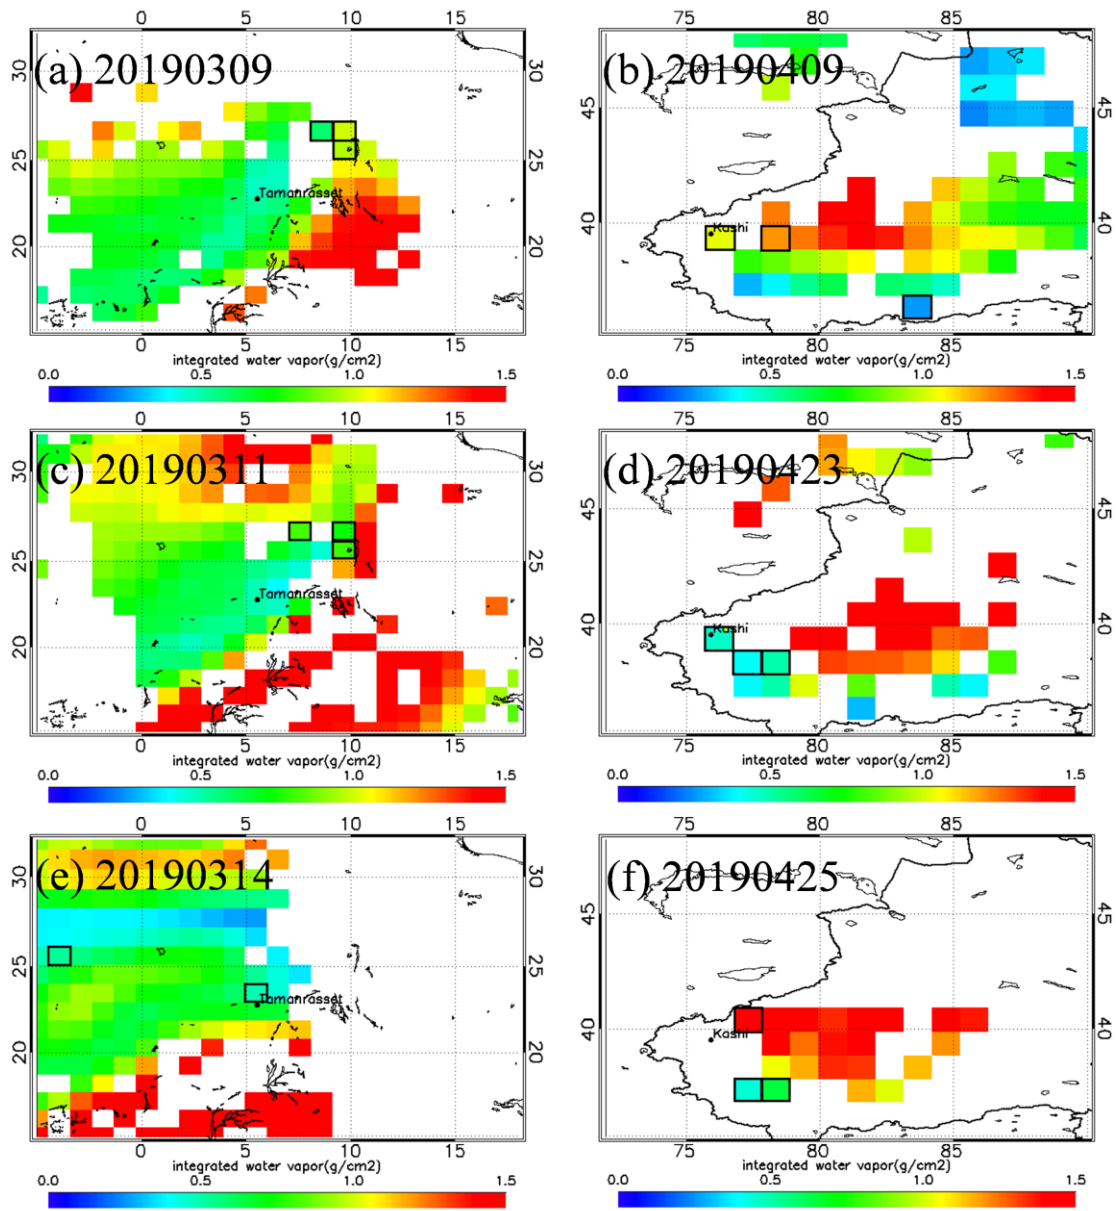 0 5 10 15
(a) 20190309
30 30
25 25
Tamanrasset
20 20
0 5 10 15
integrated water vapor(g/cm2)
0.0 0.5 1.0 1.5
75 80 85
(b) 20190409
45 45
40 40
Kashi
75 80 85
integrated water vapor(g/cm2)
0.0 0.5 1.0 1.5
0 5 10 15
(c) 20190311
30 30
25 25
Tamanrasset
20 20
0 5 10 15
integrated water vapor(g/cm2)
0.0 0.5 1.0 1.5
75 80 85
(d) 20190423
45 45
40 40
Kashi
75 80 85
integrated water vapor(g/cm2)
0.0 0.5 1.0 1.5
0 5 10 15
(e) 20190314
30 30
25 25
Tamanrasset
20 20
0 5 10 15
integrated water vapor(g/cm2)
0.0 0.5 1.0 1.5
75 80 85
(f) 20190425
45 45
40 40
Kashi
75 80 85
integrated water vapor(g/cm2)
0.0 0.5 1.0 1.5